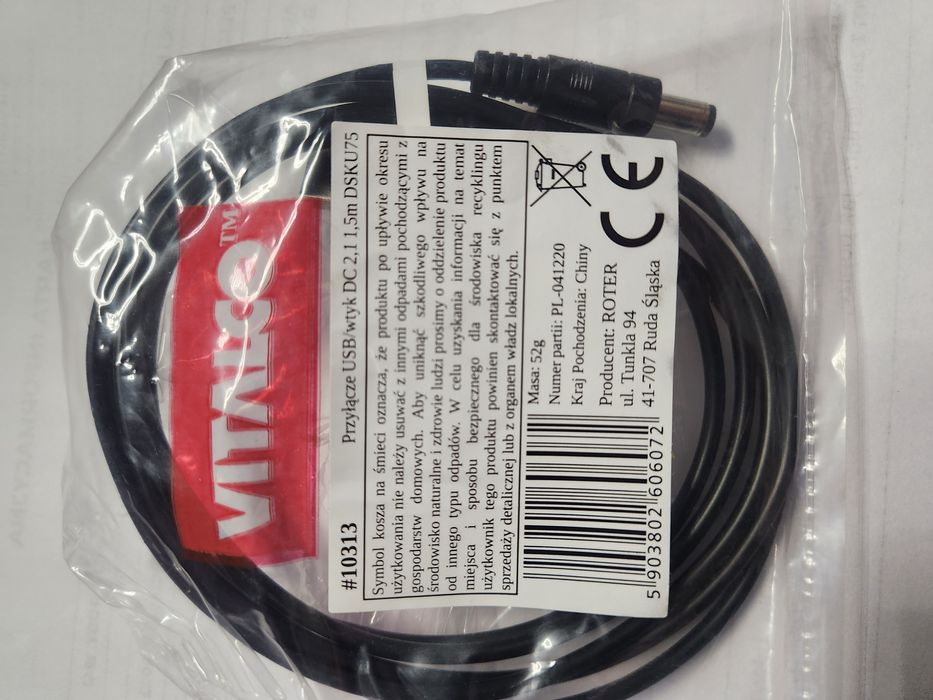 VITALCO™
#10313 Przyłącze USB/wtyk DC 2,1 1,5m DSKU75
Symbol kosza na śmieci oznacza, że produktu po upływie okresu
użytkowania nie należy usuwać z innymi odpadami pochodzącymi z
gospodarstw domowych. Aby uniknąć szkodliwego wpływu na
środowisko naturalne i zdrowie ludzi prosimy o oddzielenie produktu
od innego typu odpadów. W celu uzyskania informacji na temat
miejsca i sposobu bezpiecznego dla środowiska recyklingu
użytkownik tego produktu powinien skontaktować się z punktem
sprzedaży detalicznej lub z organem władz lokalnych.
Masa: 52g
Numer partii: PL-041220
Kraj Pochodzenia: Chiny
Producent: ROTER
ul. Tunkla 94
41-707 Ruda Śląska
5 903802 606072
CE